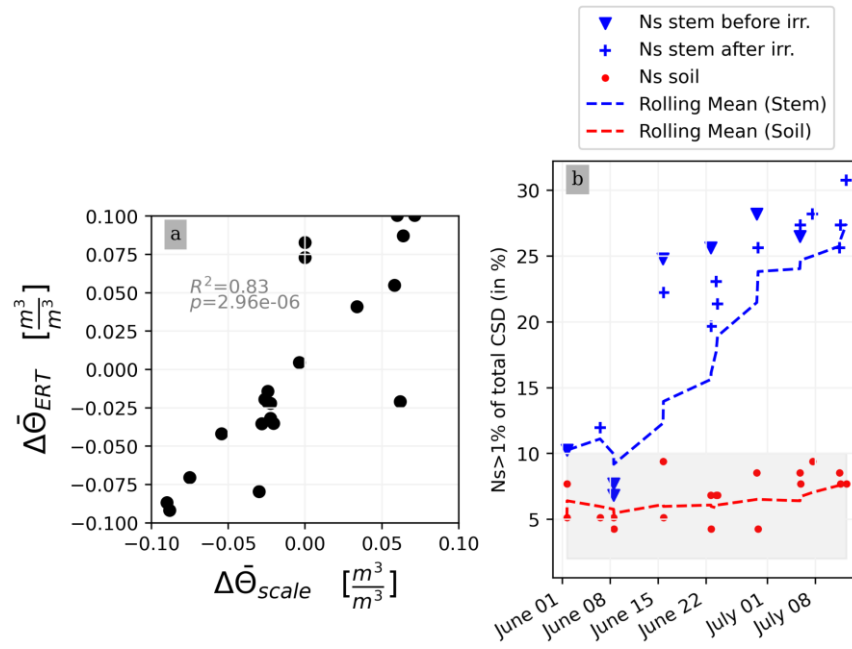 Ns stem before irr.
Ns stem after irr.
Ns soil
Rolling Mean (Stem)
Rolling Mean (Soil)
a
R²=0.83
p=2.96e-06
0.100
0.075
0.050
0.025
0.000
−0.025
−0.050
−0.075
−0.100
ΔΘ̄_ERT [m³/m³]
−0.10
−0.05
0.00
0.05
0.10
ΔΘ̄_scale [m³/m³]
b
Ns>1% of total CSD (in %)
30
25
20
15
10
5
June 01
June 08
June 15
June 22
July 01
July 08